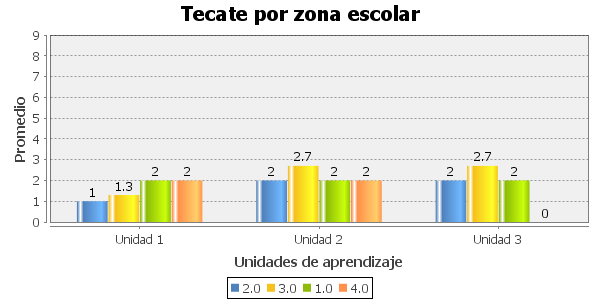 Tecate por zona escolar
Promedio
9
8
7
6
5
4
3
2
1
0
1 1.3 2 2
2 2.7 2 2
2 2.7 2 0
Unidad 1 Unidad 2 Unidad 3
Unidades de aprendizaje
2.0 3.0 1.0 4.0